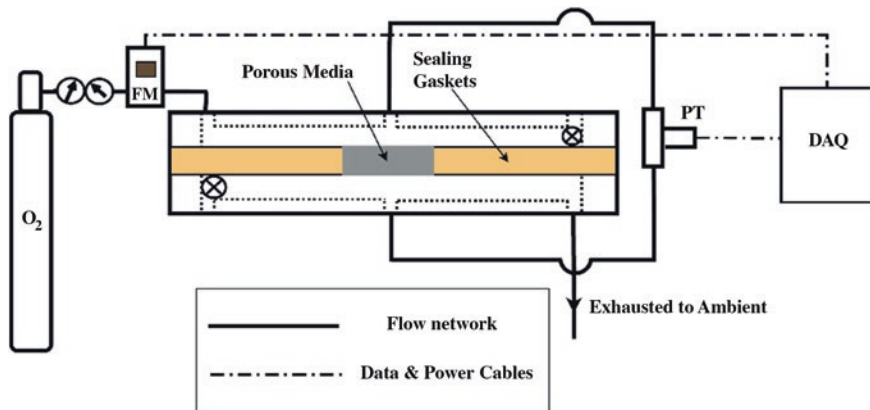 Porous Media
Sealing
Gaskets
FM
PT
DAQ
O2
Exhausted to Ambient
Flow network
Data & Power Cables